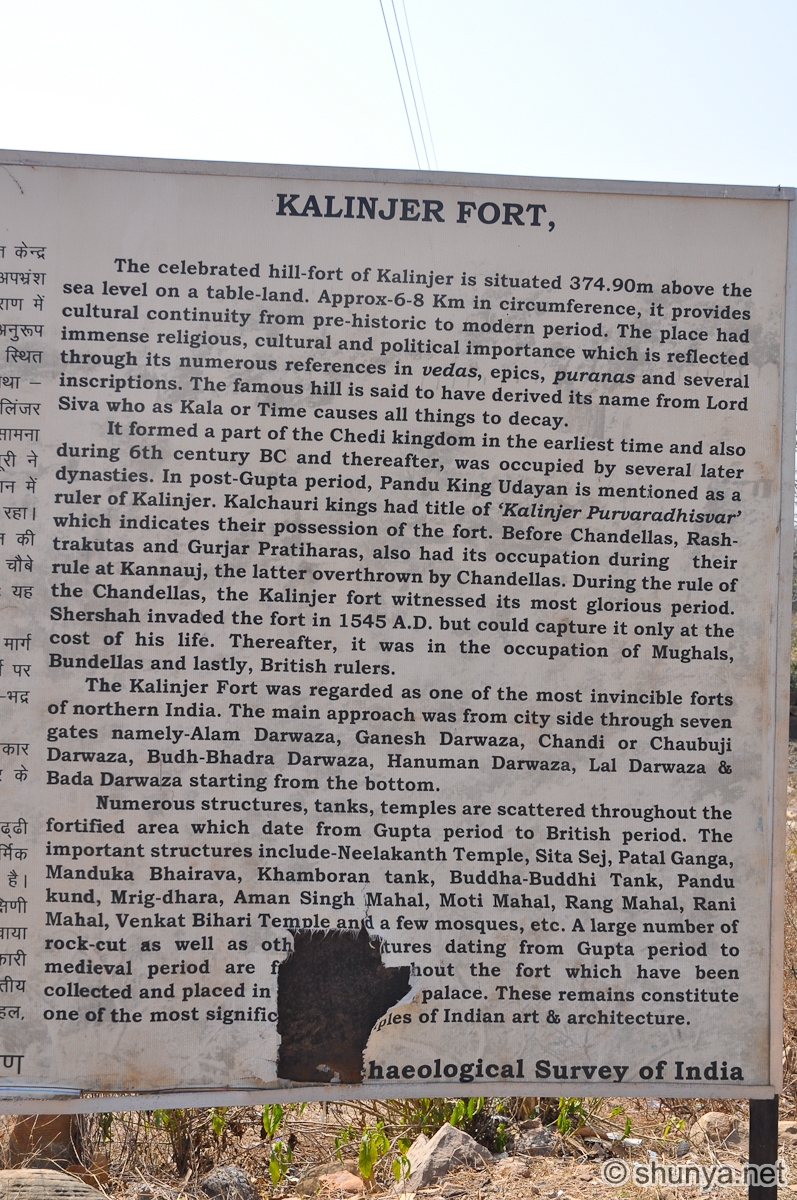 KALINJER FORT,
न केन्द्र
अपभ्रंश
राण में
अनुरूप
स्थित
था –
लिंजर
सामना
ूरी ने
ान में
रहा।
न की
चौबे
यह
मार्ग
पर
–भद्र
कार
के
र्मिक
है।
वाया
कारी
तीय
हल,
ण
The celebrated hill-fort of Kalinjer is situated 374.90m above the
sea level on a table-land. Approx-6-8 Km in circumference, it provides
cultural continuity from pre-historic to modern period. The place had
immense religious, cultural and political importance which is reflected
through its numerous references in vedas, epics, puranas and several
inscriptions. The famous hill is said to have derived its name from Lord
Siva who as Kala or Time causes all things to decay.
It formed a part of the Chedi kingdom in the earliest time and also
during 6th century BC and thereafter, was occupied by several later
dynasties. In post-Gupta period, Pandu King Udayan is mentioned as a
ruler of Kalinjer. Kalchauri kings had title of ‘Kalinjer Purvaradhisvar’
which indicates their possession of the fort. Before Chandellas, Rash-
trakutas and Gurjar Pratiharas, also had its occupation during their
rule at Kannauj, the latter overthrown by Chandellas. During the rule of
the Chandellas, the Kalinjer fort witnessed its most glorious period.
Shershah invaded the fort in 1545 A.D. but could capture it only at the
cost of his life. Thereafter, it was in the occupation of Mughals,
Bundellas and lastly, British rulers.
The Kalinjer Fort was regarded as one of the most invincible forts
of northern India. The main approach was from city side through seven
gates namely-Alam Darwaza, Ganesh Darwaza, Chandi or Chaubuji
Darwaza, Budh-Bhadra Darwaza, Hanuman Darwaza, Lal Darwaza &
Bada Darwaza starting from the bottom.
Numerous structures, tanks, temples are scattered throughout the
fortified area which date from Gupta period to British period. The
important structures include-Neelakanth Temple, Sita Sej, Patal Ganga,
Manduka Bhairava, Khamboran tank, Buddha-Buddhi Tank, Pandu
kund, Mrig-dhara, Aman Singh Mahal, Moti Mahal, Rang Mahal, Rani
Mahal, Venkat Bihari Temple and a few mosques, etc. A large number of
rock-cut as well as oth tures dating from Gupta period to
medieval period are f hout the fort which have been
collected and placed in palace. These remains constitute
one of the most signific ples of Indian art & architecture.
haeological Survey of India
© shunya.net